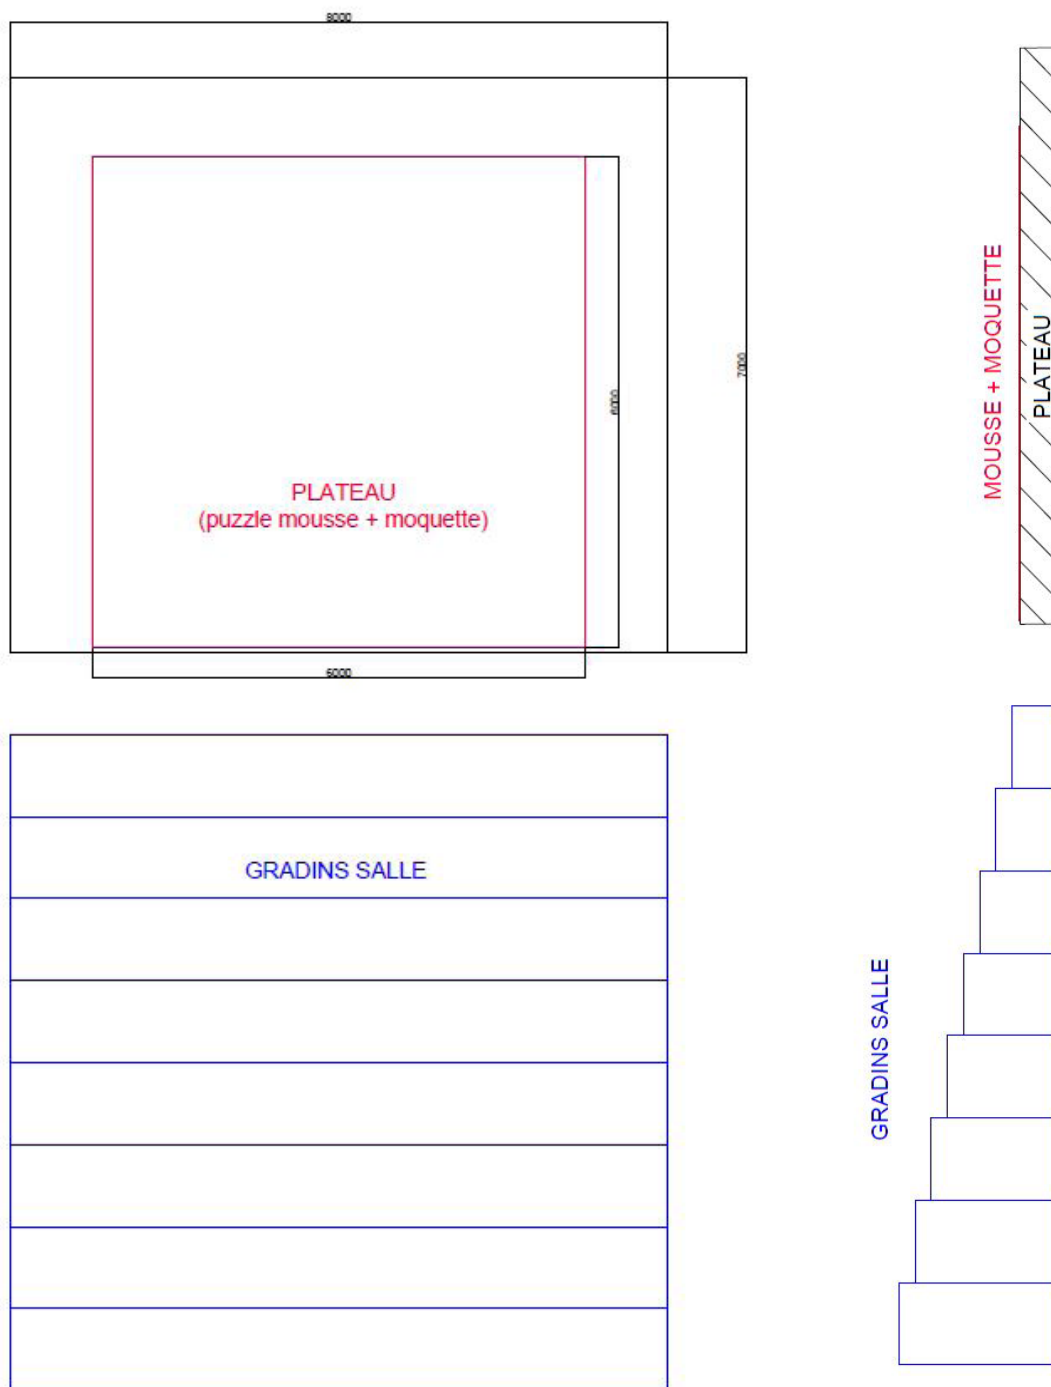 8000
7000
6000
PLATEAU
(puzzle mousse + moquette)
6000
GRADINS SALLE
MOUSSE + MOQUETTE
PLATEAU
GRADINS SALLE